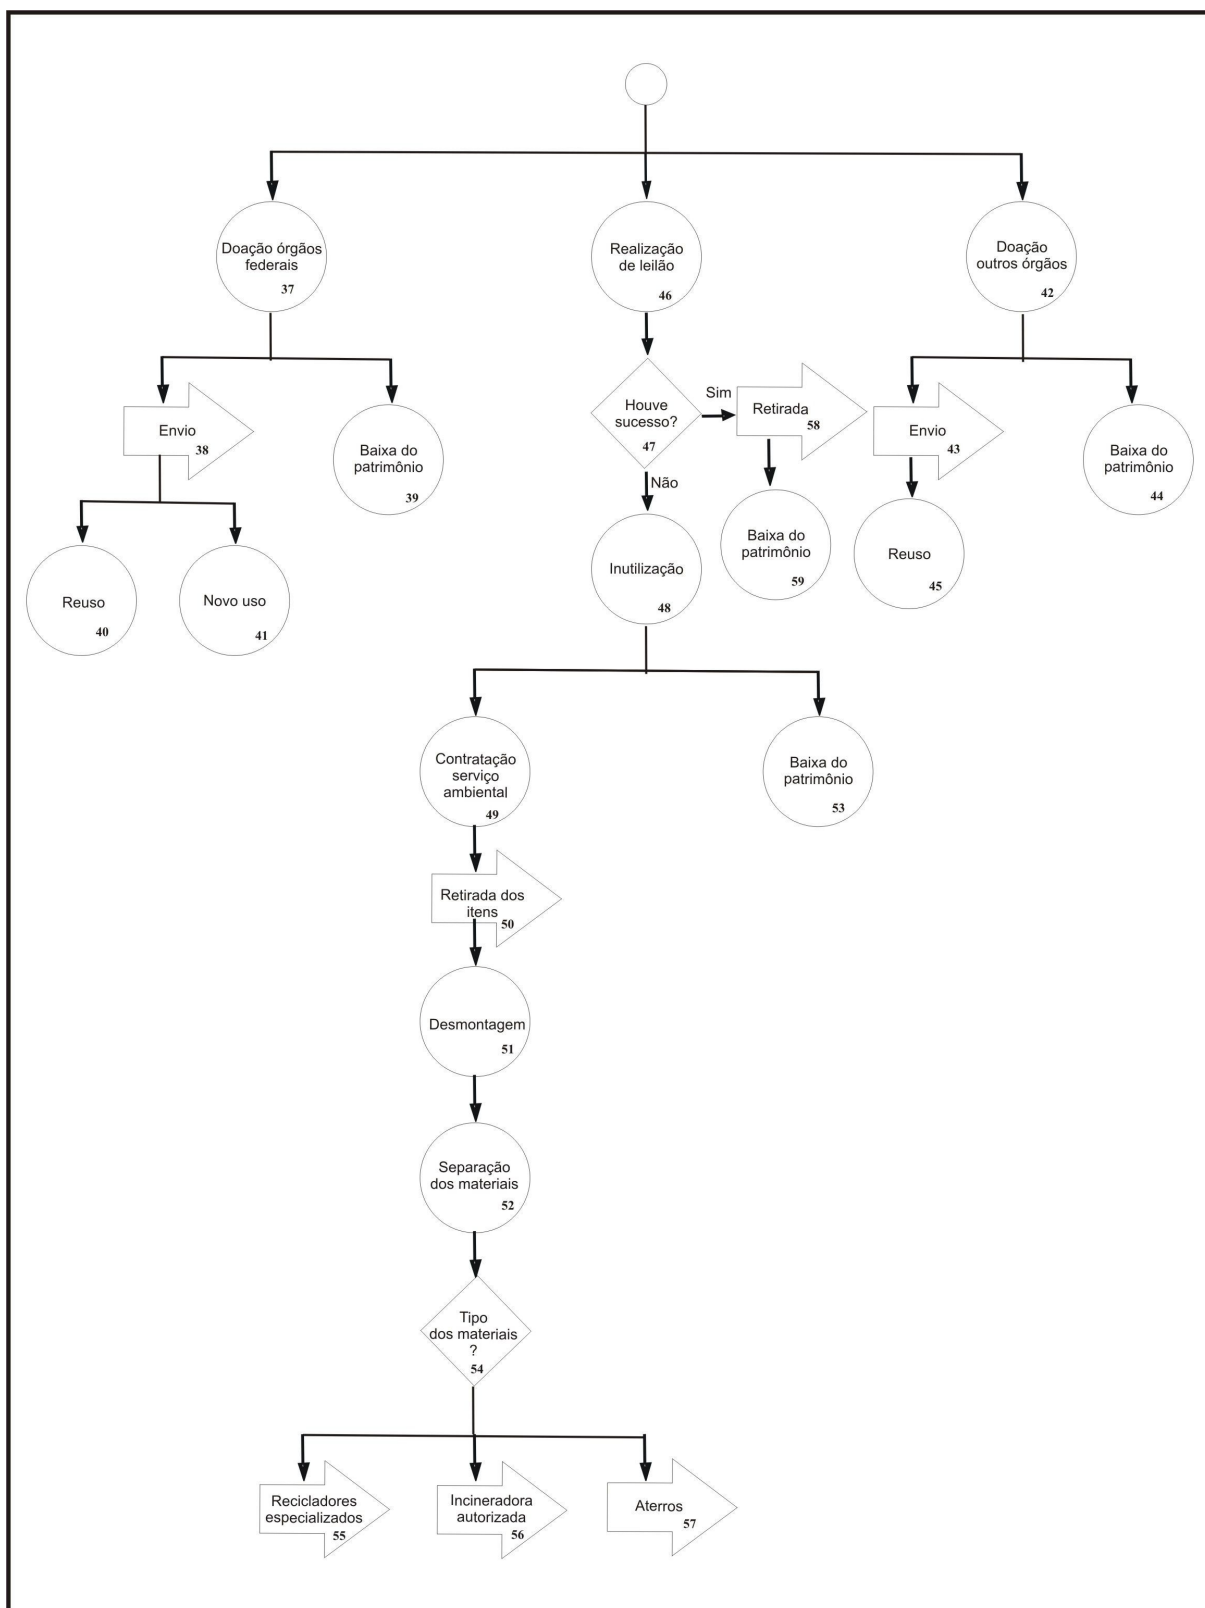 Doação órgãos
federais
37
Realização
de leilão
46
Doação
outros órgãos
42
Envio
38
Baixa do
patrimônio
39
Houve
sucesso?
47
Sim
Retirada
58
Envio
43
Baixa do
patrimônio
44
Não
Reuso
40
Novo uso
41
Inutilização
48
Baixa do
patrimônio
59
Reuso
45
Contratação
serviço
ambiental
49
Baixa do
patrimônio
53
Retirada dos
itens
50
Desmontagem
51
Separação
dos materiais
52
Tipo
dos materiais
?
54
Recicladores
especializados
55
Incineradora
autorizada
56
Aterros
57